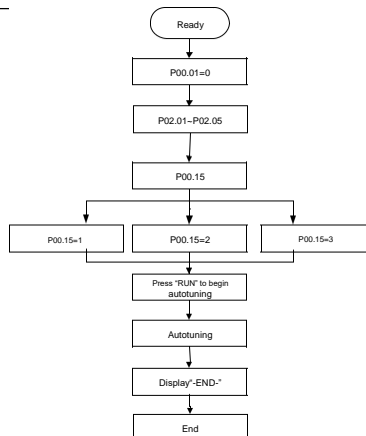 Ready
P00.01=0
P02.01~P02.05
P00.15
P00.15=1
P00.15=2
P00.15=3
Press "RUN" to begin
autotuning
Autotuning
Display"-END-"
End